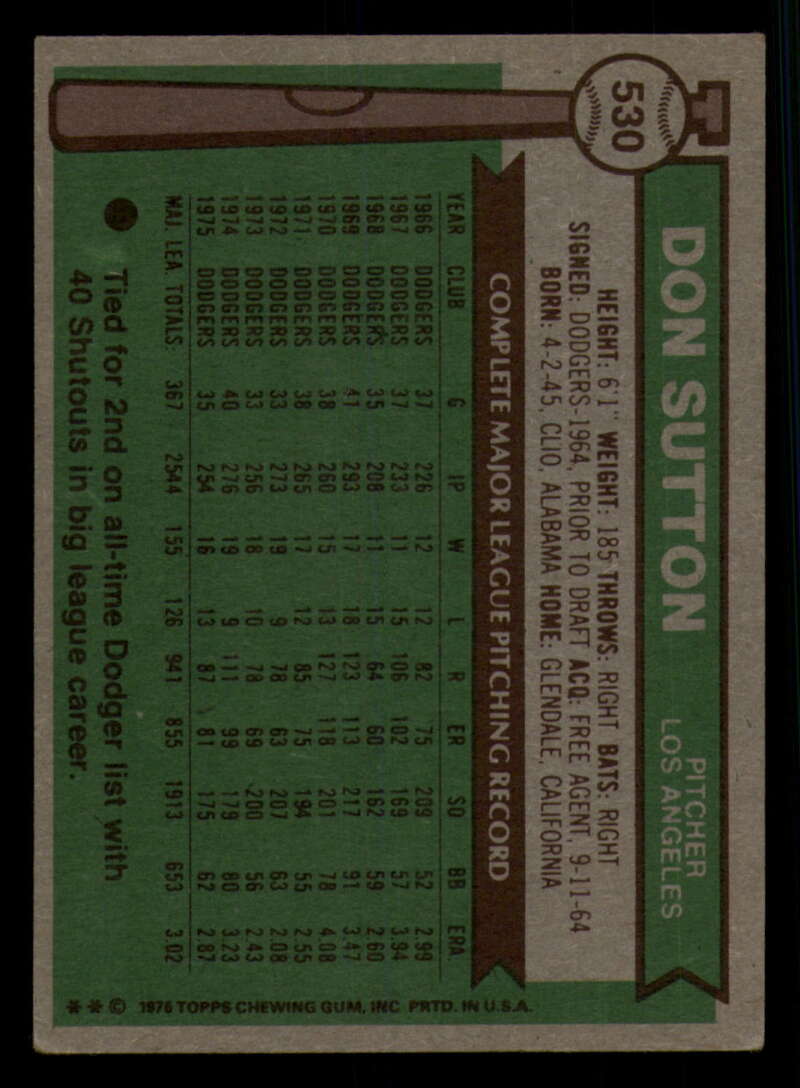 530
DON SUTTON
PITCHER
LOS ANGELES
HEIGHT: 6'1" WEIGHT: 185 THROWS: RIGHT BATS: RIGHT
SIGNED: DODGERS-1964, PRIOR TO DRAFT ACQ: FREE AGENT, 9-11-64
BORN: 4-2-45, CLIO, ALABAMA HOME: GLENDALE, CALIFORNIA
COMPLETE MAJOR LEAGUE PITCHING RECORD
YEAR CLUB G IP W L R ER SO BB ERA
1966 DODGERS 37 226 12 12 82 75 209 52 2.99
1967 DODGERS 37 233 11 15 106 102 169 57 3.94
1968 DODGERS 35 208 11 15 64 60 162 59 2.60
1969 DODGERS 41 293 17 18 123 113 217 91 3.47
1970 DODGERS 38 260 15 13 127 118 201 78 4.08
1971 DODGERS 38 265 17 12 85 75 194 55 2.55
1972 DODGERS 33 273 19 9 78 63 207 63 2.08
1973 DODGERS 33 256 18 10 78 69 200 56 2.43
1974 DODGERS 40 276 19 9 111 99 179 80 3.23
1975 DODGERS 35 254 16 13 87 81 175 62 2.87
MAJ. LEA. TOTALS: 367 2544 155 126 941 855 1913 653 3.02
● Tied for 2nd on all-time Dodger list with
40 Shutouts in big league career.
* * © 1976 TOPPS CHEWING GUM, INC. PRTD. IN U.S.A.